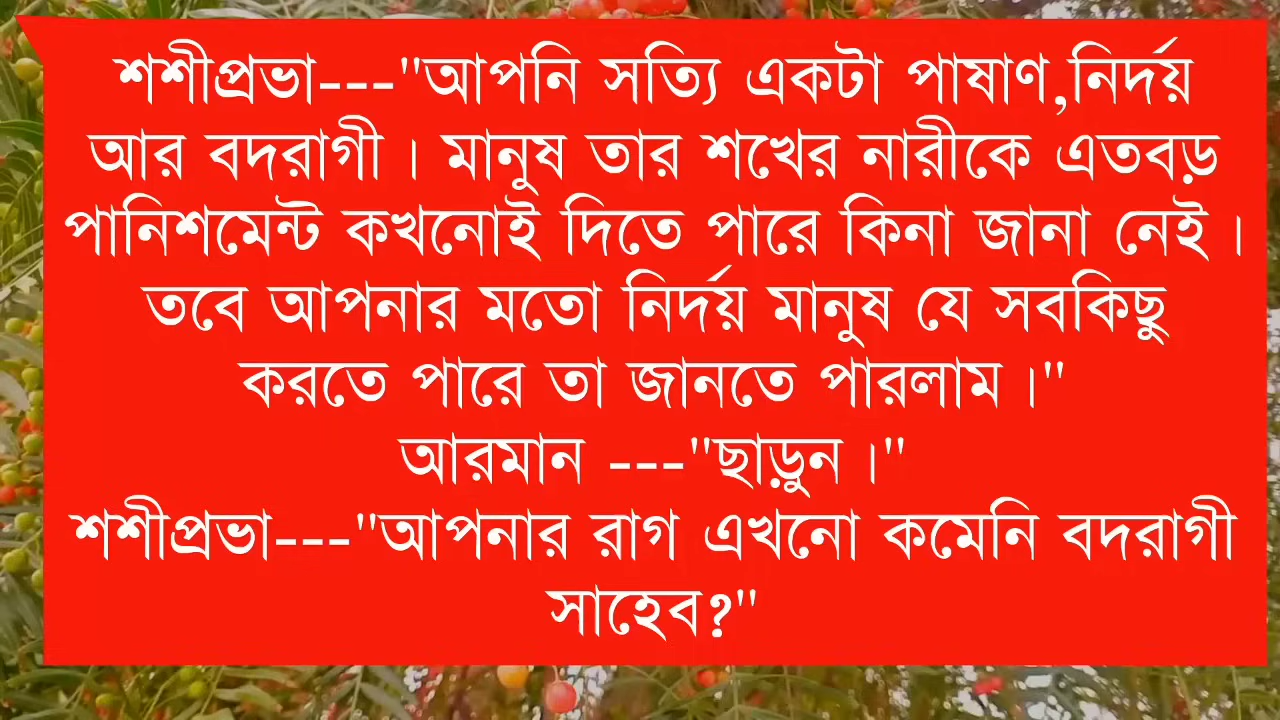 শশীপ্রভা---"আপনি সত্যি একটা পাষাণ,নির্দয়
আর বদরাগী। মানুষ তার শখের নারীকে এতবড়
পানিশমেন্ট কখনোই দিতে পারে কিনা জানা নেই।
তবে আপনার মতো নির্দয় মানুষ যে সবকিছু
করতে পারে তা জানতে পারলাম।"
আরমান ---"ছাড়ুন।"
শশীপ্রভা---"আপনার রাগ এখনো কমেনি বদরাগী
সাহেব?"